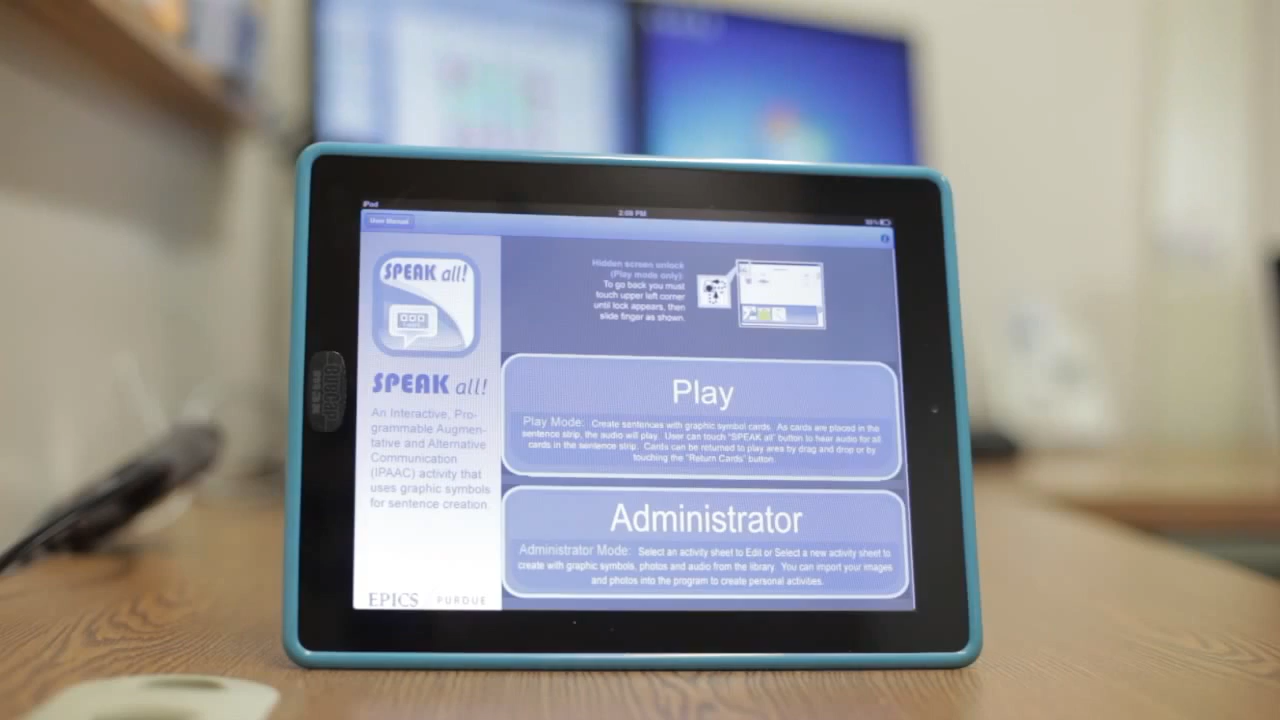 iPad
2:09 PM
User Manual
SPEAK all!
SPEAK all!
An Interactive, Pro-
grammable Augmen-
tative and Alternative
Communication
(IPAAC) activity that
uses graphic symbols
for sentence creation.
EPICS PURDUE
Hidden screen unlock
(Play mode only):
To go back you must
touch upper left corner
until lock appears, then
slide finger as shown.
Play
Play Mode: Create sentences with graphic symbol cards. As cards are placed in the
sentence strip, the audio will play. User can touch "SPEAK all" button to hear audio for all
cards in the sentence strip. Cards can be returned to play area by drag and drop or by
touching the "Return Cards" button.
Administrator
Administrator Mode: Select an activity sheet to Edit or Select a new activity sheet to
create with graphic symbols, photos and audio from the library. You can import your images
and photos into the program to create personal activities.